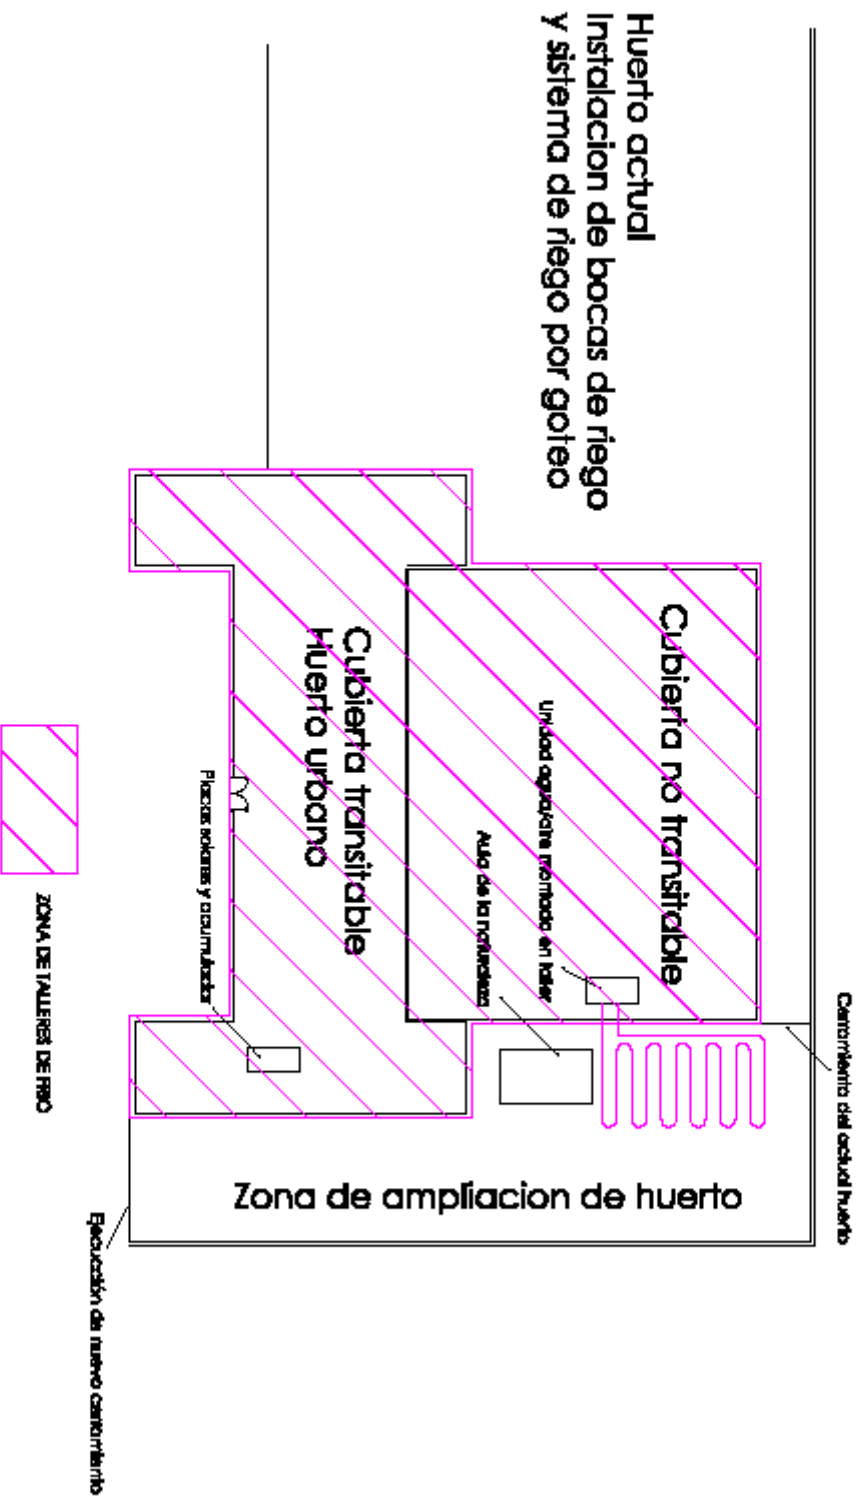 Huerto actual
Instalacion de bocas de riego
y sistema de riego por goteo
Cubierta no transitable
Unidad agua/aire montada en taller
Aula de la naturaleza
Cubierta transitable
Huerto urbano
Placas solares y acumulador
ZONA DE TALLERES DE FRIO
Cerramiento del actual huerto
Zona de ampliacion de huerto
Ejecucción de nuevo cerramiento